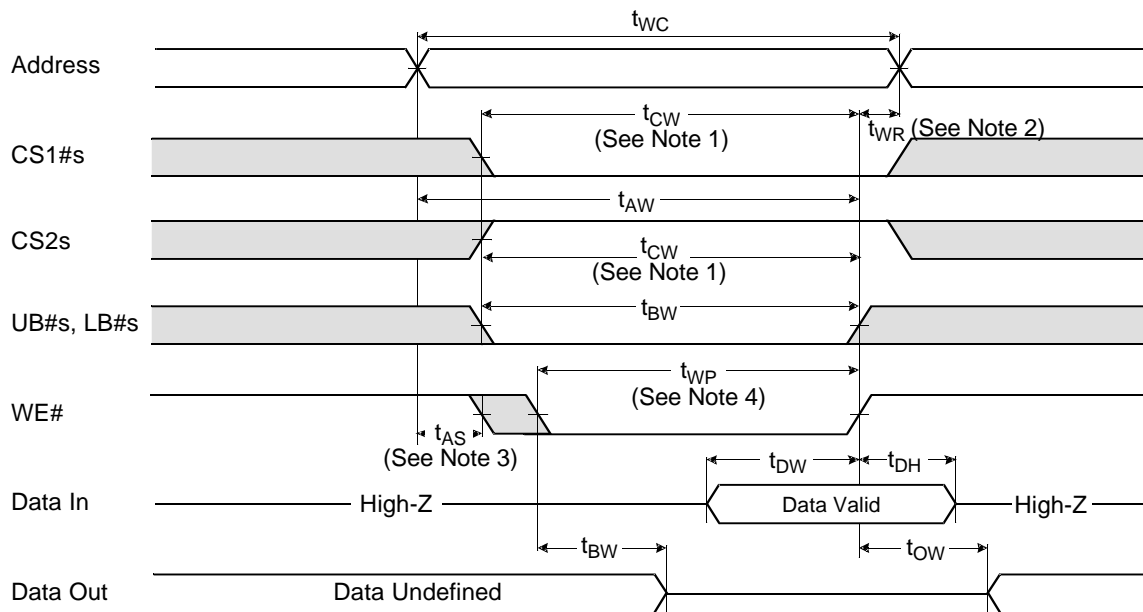 tWC
Address
tCW
(See Note 1)
tWR (See Note 2)
CS1#s
tAW
CS2s
tCW
(See Note 1)
UB#s, LB#s
tBW
tWP
(See Note 4)
WE#
tAS
(See Note 3)
tDW
tDH
Data In
High-Z
Data Valid
High-Z
tBW
tOW
Data Out
Data Undefined